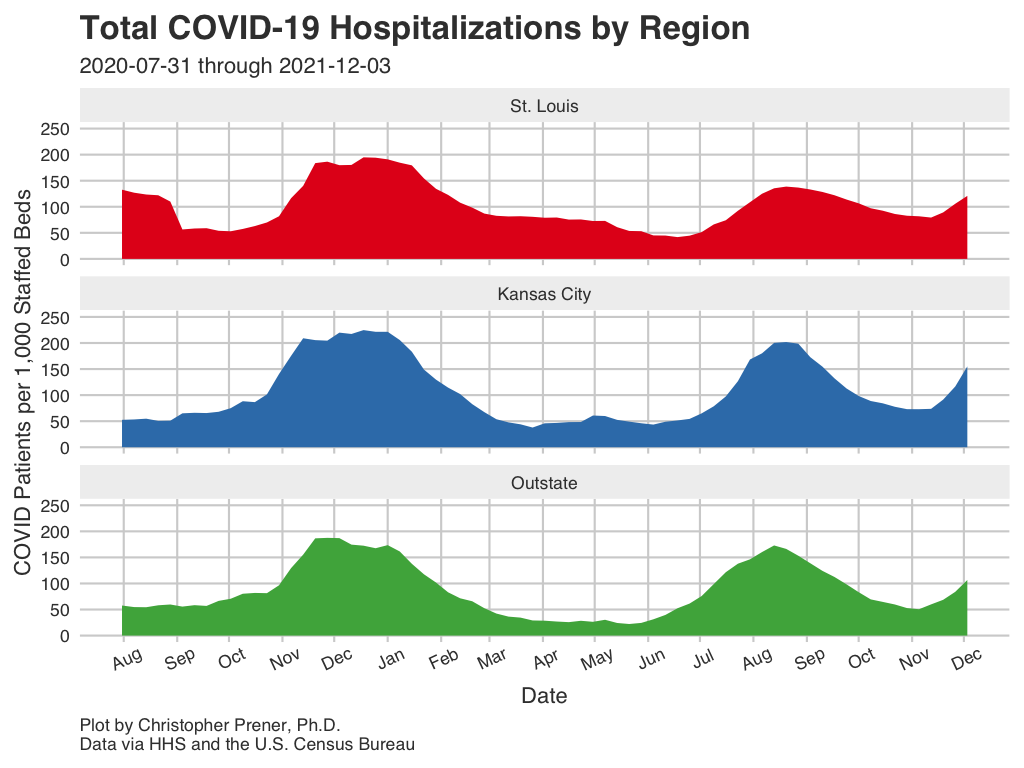 Total COVID-19 Hospitalizations by Region
2020-07-31 through 2021-12-03
St. Louis
250
200
150
100
50
0
Kansas City
250
200
150
100
50
0
Outstate
250
200
150
100
50
0
COVID Patients per 1,000 Staffed Beds
Aug Sep Oct Nov Dec Jan Feb Mar Apr May Jun Jul Aug Sep Oct Nov Dec
Date
Plot by Christopher Prener, Ph.D.
Data via HHS and the U.S. Census Bureau